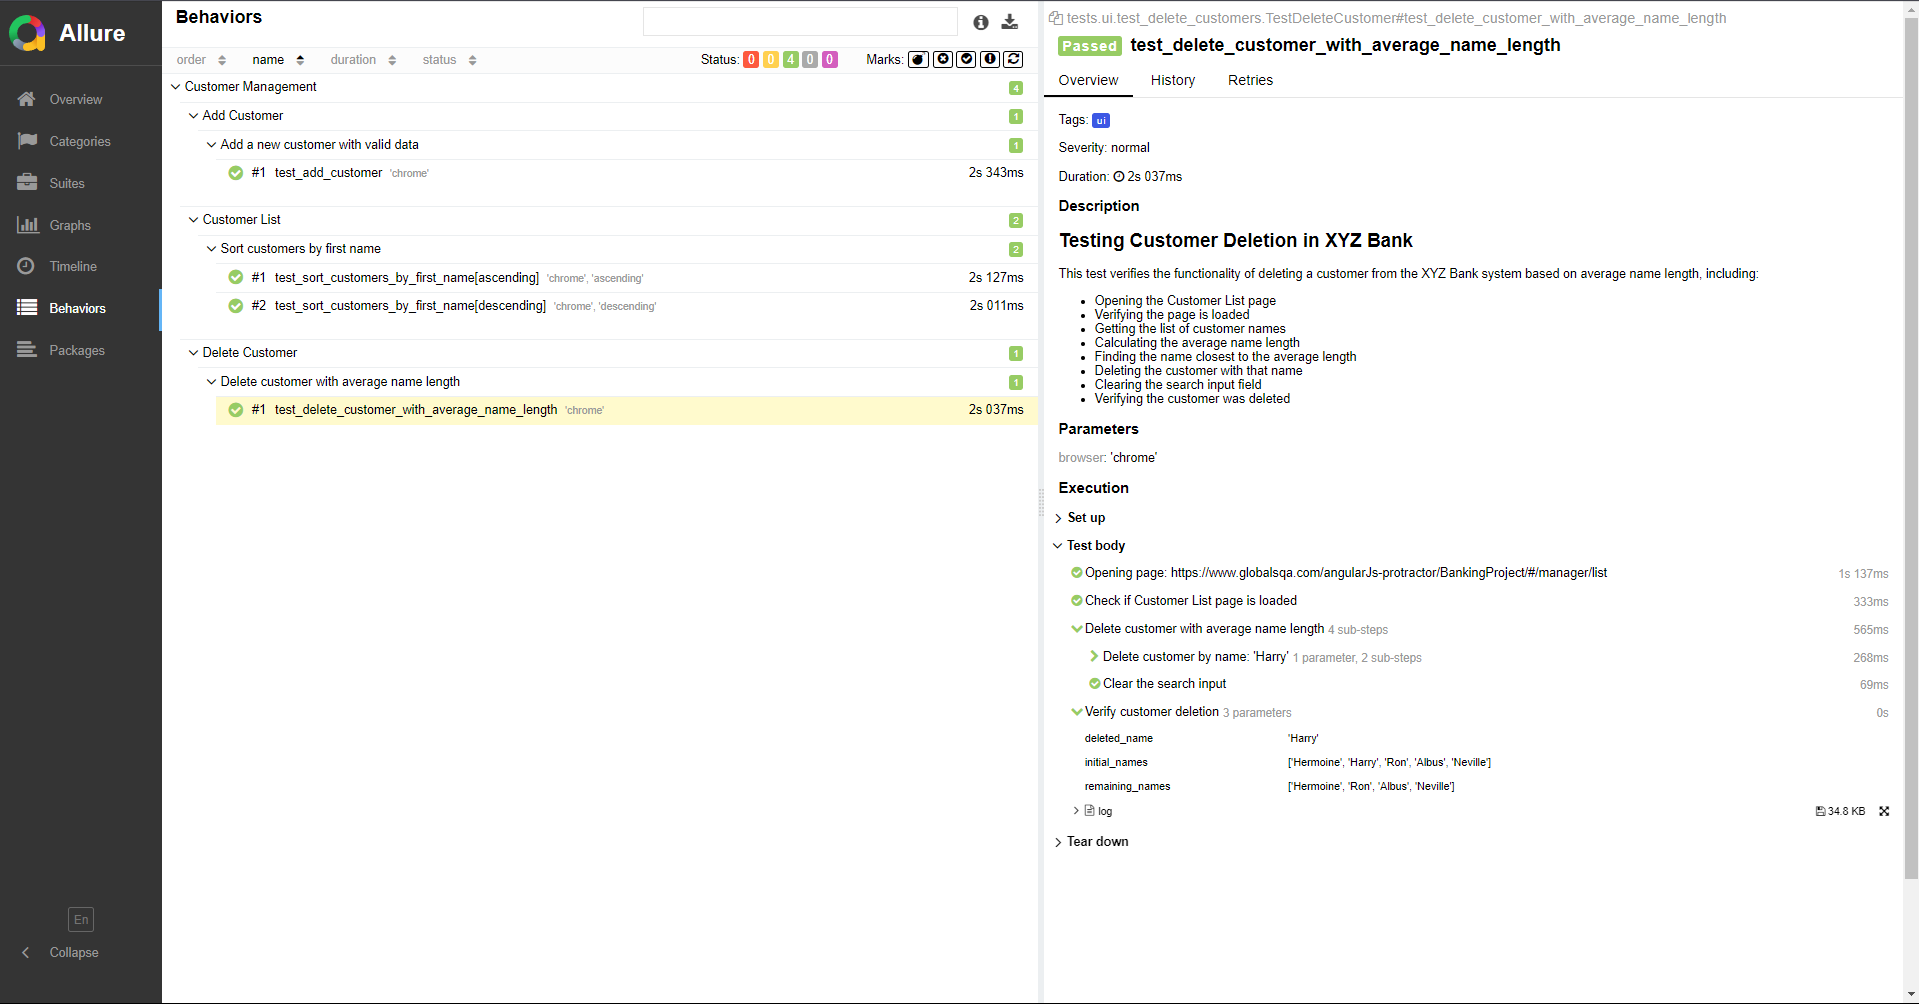 Allure
Overview
Categories
Suites
Graphs
Timeline
Behaviors
Packages
En
Collapse
Behaviors
order name duration status Status: 0 0 4 0 0 Marks:
Customer Management 4
Add Customer 1
Add a new customer with valid data 1
#1 test_add_customer 'chrome' 2s 343ms
Customer List 2
Sort customers by first name 2
#1 test_sort_customers_by_first_name[ascending] 'chrome', 'ascending' 2s 127ms
#2 test_sort_customers_by_first_name[descending] 'chrome', 'descending' 2s 011ms
Delete Customer 1
Delete customer with average name length 1
#1 test_delete_customer_with_average_name_length 'chrome' 2s 037ms
tests.ui.test_delete_customers.TestDeleteCustomer#test_delete_customer_with_average_name_length
Passed test_delete_customer_with_average_name_length
Overview History Retries
Tags: ui
Severity: normal
Duration: 2s 037ms
Description
Testing Customer Deletion in XYZ Bank
This test verifies the functionality of deleting a customer from the XYZ Bank system based on average name length, including:
• Opening the Customer List page
• Verifying the page is loaded
• Getting the list of customer names
• Calculating the average name length
• Finding the name closest to the average length
• Deleting the customer with that name
• Clearing the search input field
• Verifying the customer was deleted
Parameters
browser: 'chrome'
Execution
Set up
Test body
Opening page: https://www.globalsqa.com/angularJs-protractor/BankingProject/#/manager/list 1s 137ms
Check if Customer List page is loaded 333ms
Delete customer with average name length 4 sub-steps 565ms
Delete customer by name: 'Harry' 1 parameter, 2 sub-steps 268ms
Clear the search input 69ms
Verify customer deletion 3 parameters 0s
deleted_name 'Harry'
initial_names ['Hermoine', 'Harry', 'Ron', 'Albus', 'Neville']
remaining_names ['Hermoine', 'Ron', 'Albus', 'Neville']
log 34.8 KB
Tear down